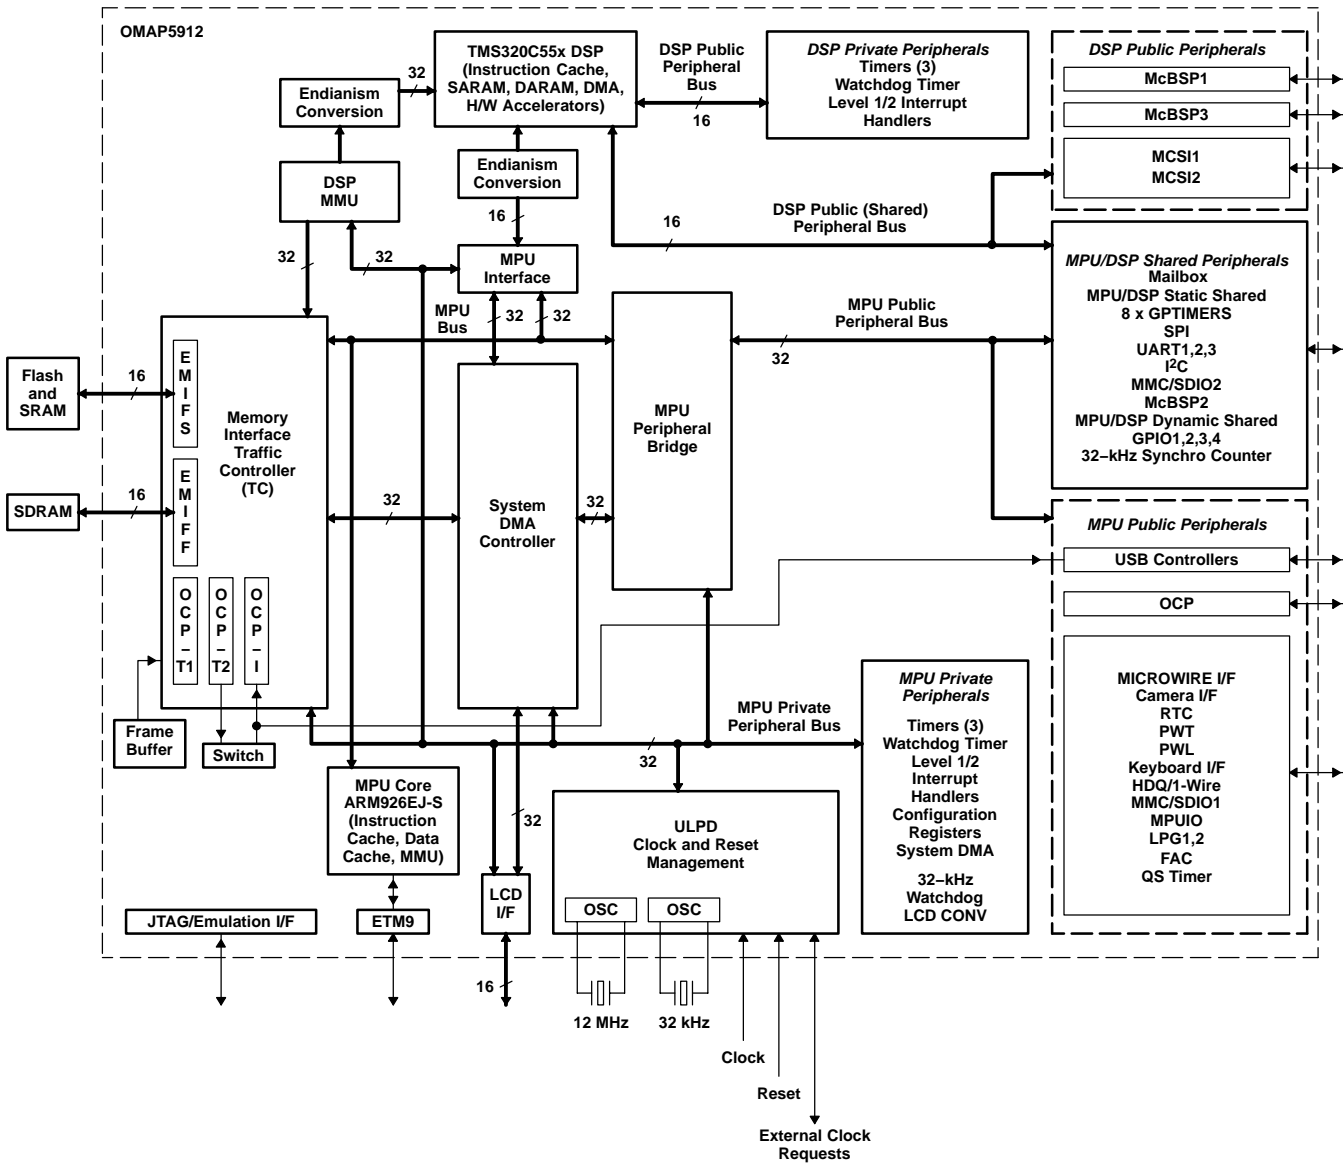 OMAP5912
TMS320C55x DSP
(Instruction Cache,
SARAM, DARAM, DMA,
H/W Accelerators)
32
Endianism
Conversion
DSP Public
Peripheral
Bus
16
DSP Private Peripherals
Timers (3)
Watchdog Timer
Level 1/2 Interrupt
Handlers
DSP Public Peripherals
McBSP1
McBSP3
MCSI1
MCSI2
DSP
MMU
Endianism
Conversion
16
DSP Public (Shared)
Peripheral Bus
16
32
32
MPU
Interface
MPU
Bus
32
32
MPU Public
Peripheral Bus
32
MPU/DSP Shared Peripherals
Mailbox
MPU/DSP Static Shared
8 x GPTIMERS
SPI
UART1,2,3
I2C
MMC/SDIO2
McBSP2
MPU/DSP Dynamic Shared
GPIO1,2,3,4
32–kHz Synchro Counter
Flash
and
SRAM
16
E
M
I
F
S
Memory
Interface
Traffic
Controller
(TC)
MPU
Peripheral
Bridge
SDRAM
16
E
M
I
F
F
32
System
DMA
Controller
32
MPU Public Peripherals
USB Controllers
OCP
MICROWIRE I/F
Camera I/F
RTC
PWT
PWL
Keyboard I/F
HDQ/1-Wire
MMC/SDIO1
MPUIO
LPG1,2
FAC
QS Timer
O
C
P
–
T1
O
C
P
–
T2
O
C
P
–
I
Frame
Buffer
Switch
MPU Private
Peripheral Bus
32
MPU Private
Peripherals
Timers (3)
Watchdog Timer
Level 1/2
Interrupt
Handlers
Configuration
Registers
System DMA
32–kHz
Watchdog
LCD CONV
MPU Core
ARM926EJ-S
(Instruction
Cache, Data
Cache, MMU)
32
ULPD
Clock and Reset
Management
OSC
OSC
LCD
I/F
JTAG/Emulation I/F
ETM9
16
12 MHz
32 kHz
Clock
Reset
External Clock
Requests